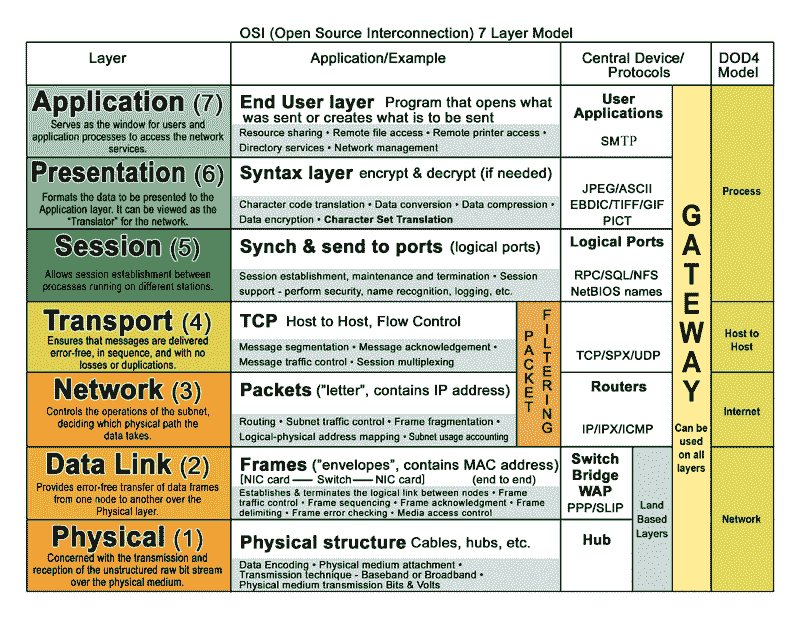 OSI (Open Source Interconnection) 7 Layer Model
Layer
Application/Example
Central Device/
Protocols
DOD4
Model
Application (7)
Serves as the window for users and
application processes to access the network
services.
End User layer Program that opens what
was sent or creates what is to be sent
Resource sharing • Remote file access • Remote printer access •
Directory services • Network management
User
Applications
SMTP
Presentation (6)
Formats the data to be presented to the
Application layer. It can be viewed as the
"Translator" for the network.
Syntax layer encrypt & decrypt (if needed)
Character code translation • Data conversion • Data compression •
Data encryption • Character Set Translation
JPEG/ASCII
EBDIC/TIFF/GIF
PICT
Process
Session (5)
Allows session establishment between
processes running on different stations.
Synch & send to ports (logical ports)
Session establishment, maintenance and termination • Session
support - perform security, name recognition, logging, etc.
Logical Ports
RPC/SQL/NFS
NetBIOS names
Transport (4)
Ensures that messages are delivered
error-free, in sequence, and with no
losses or duplications.
TCP Host to Host, Flow Control
Message segmentation • Message acknowledgement •
Message traffic control • Session multiplexing
PACKET
FILTERING
TCP/SPX/UDP
Host to
Host
Network (3)
Controls the operations of the subnet,
deciding which physical path the
data takes.
Packets ("letter", contains IP address)
Routing • Subnet traffic control • Frame fragmentation •
Logical-physical address mapping • Subnet usage accounting
Routers
IP/IPX/ICMP
Internet
GATEWAY
Can be
used
on all
layers
Data Link (2)
Provides error-free transfer of data frames
from one node to another over the
Physical layer.
Frames ("envelopes", contains MAC address)
[NIC card —— Switch —— NIC card] (end to end)
Establishes & terminates the logical link between nodes • Frame
traffic control • Frame sequencing • Frame acknowledgment • Frame
delimiting • Frame error checking • Media access control
Switch
Bridge
WAP
PPP/SLIP
Land
Based
Layers
Network
Physical (1)
Concerned with the transmission and
reception of the unstructured raw bit stream
over the physical medium.
Physical structure Cables, hubs, etc.
Data Encoding • Physical medium attachment •
Transmission technique - Baseband or Broadband •
Physical medium transmission Bits & Volts
Hub